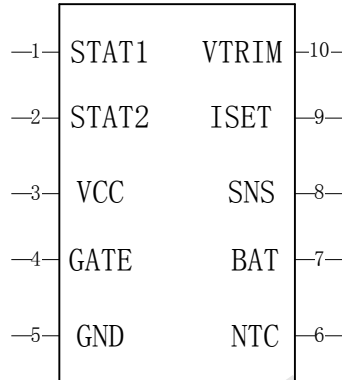 1 STAT1 VTRIM 10
2 STAT2 ISET 9
3 VCC SNS 8
4 GATE BAT 7
5 GND NTC 6